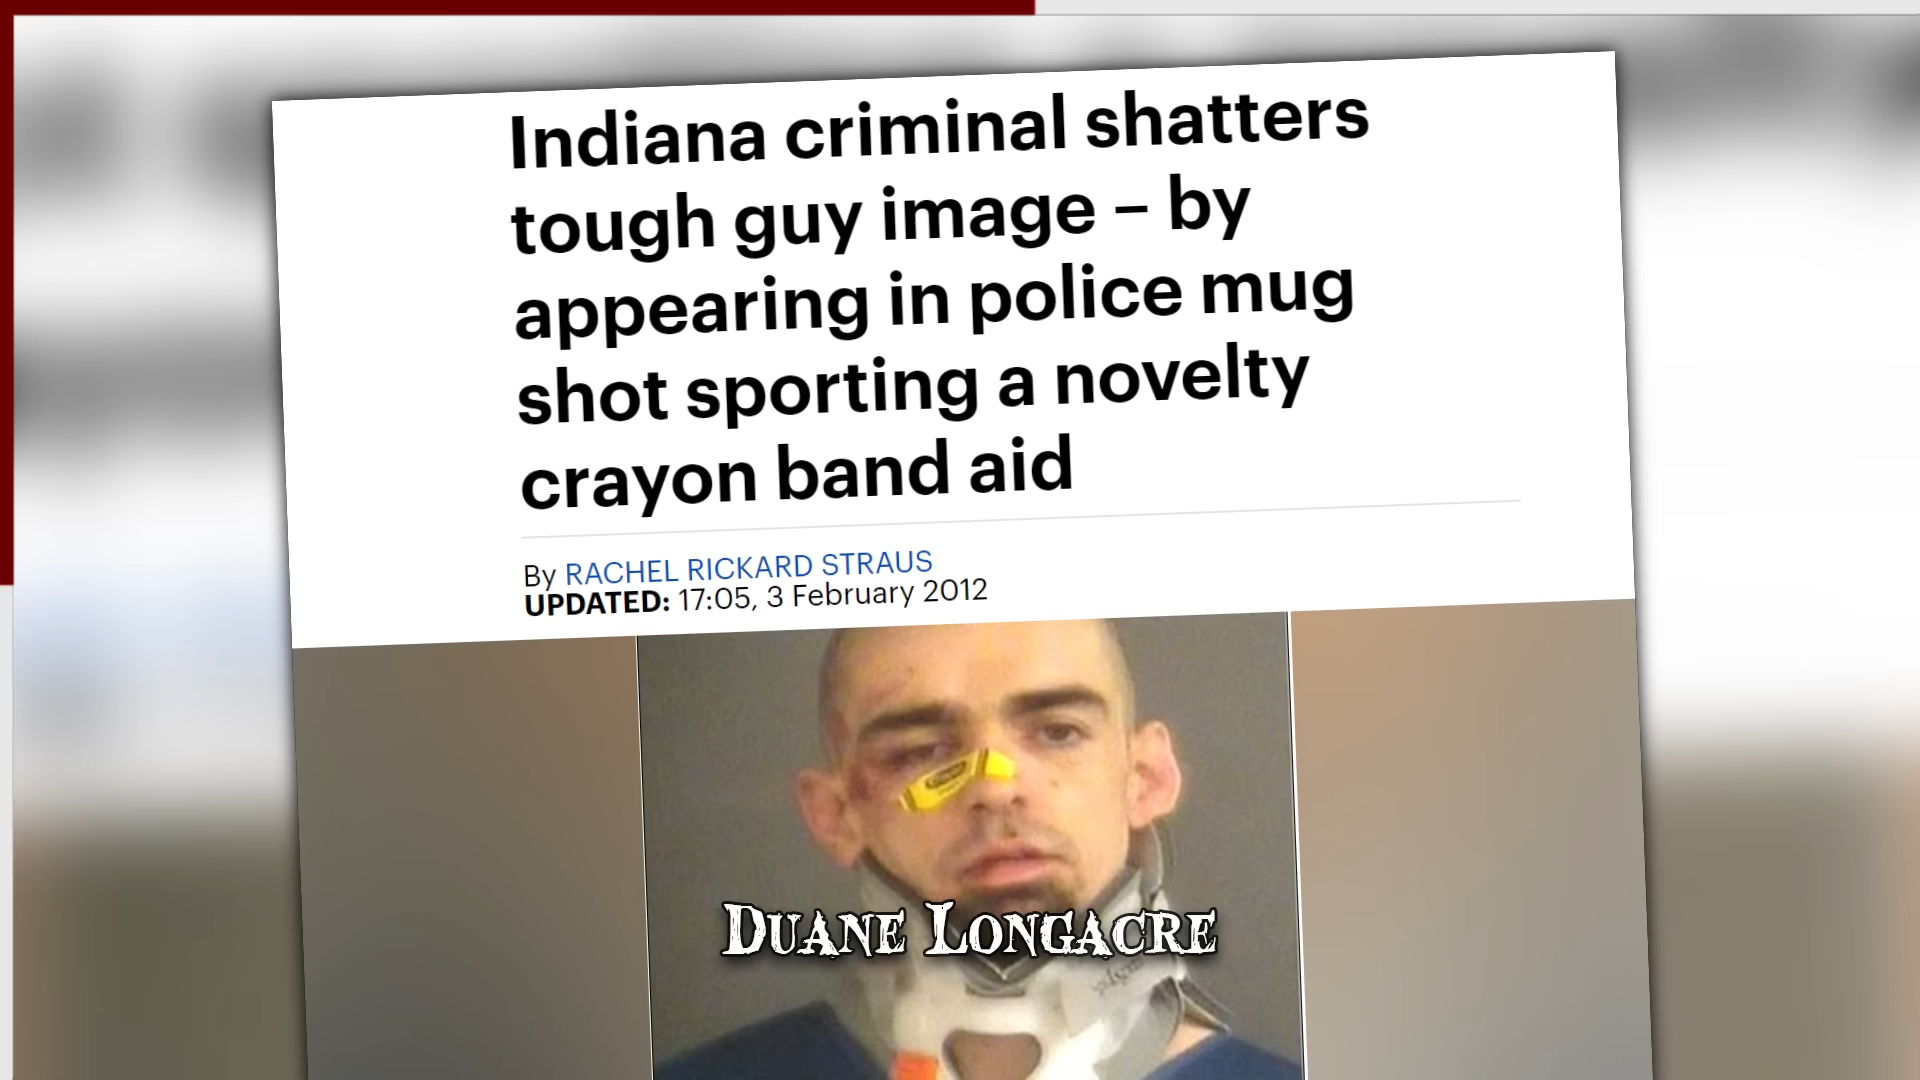 Indiana criminal shatters
tough guy image – by
appearing in police mug
shot sporting a novelty
crayon band aid
By RACHEL RICKARD STRAUS
UPDATED: 17:05, 3 February 2012
DUANE LONGACRE